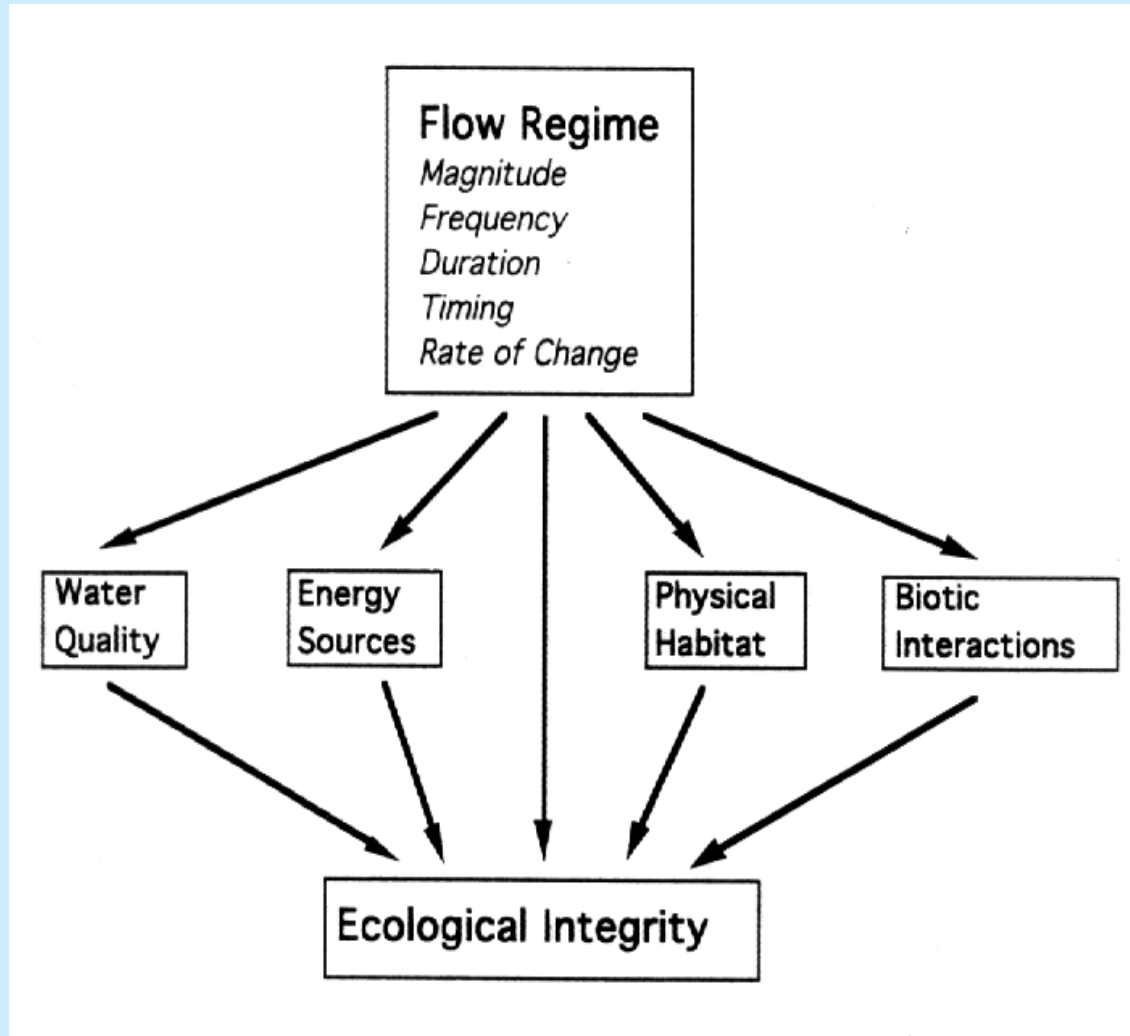 Flow Regime
Magnitude
Frequency
Duration
Timing
Rate of Change
Water
Quality
Energy
Sources
Physical
Habitat
Biotic
Interactions
Ecological Integrity